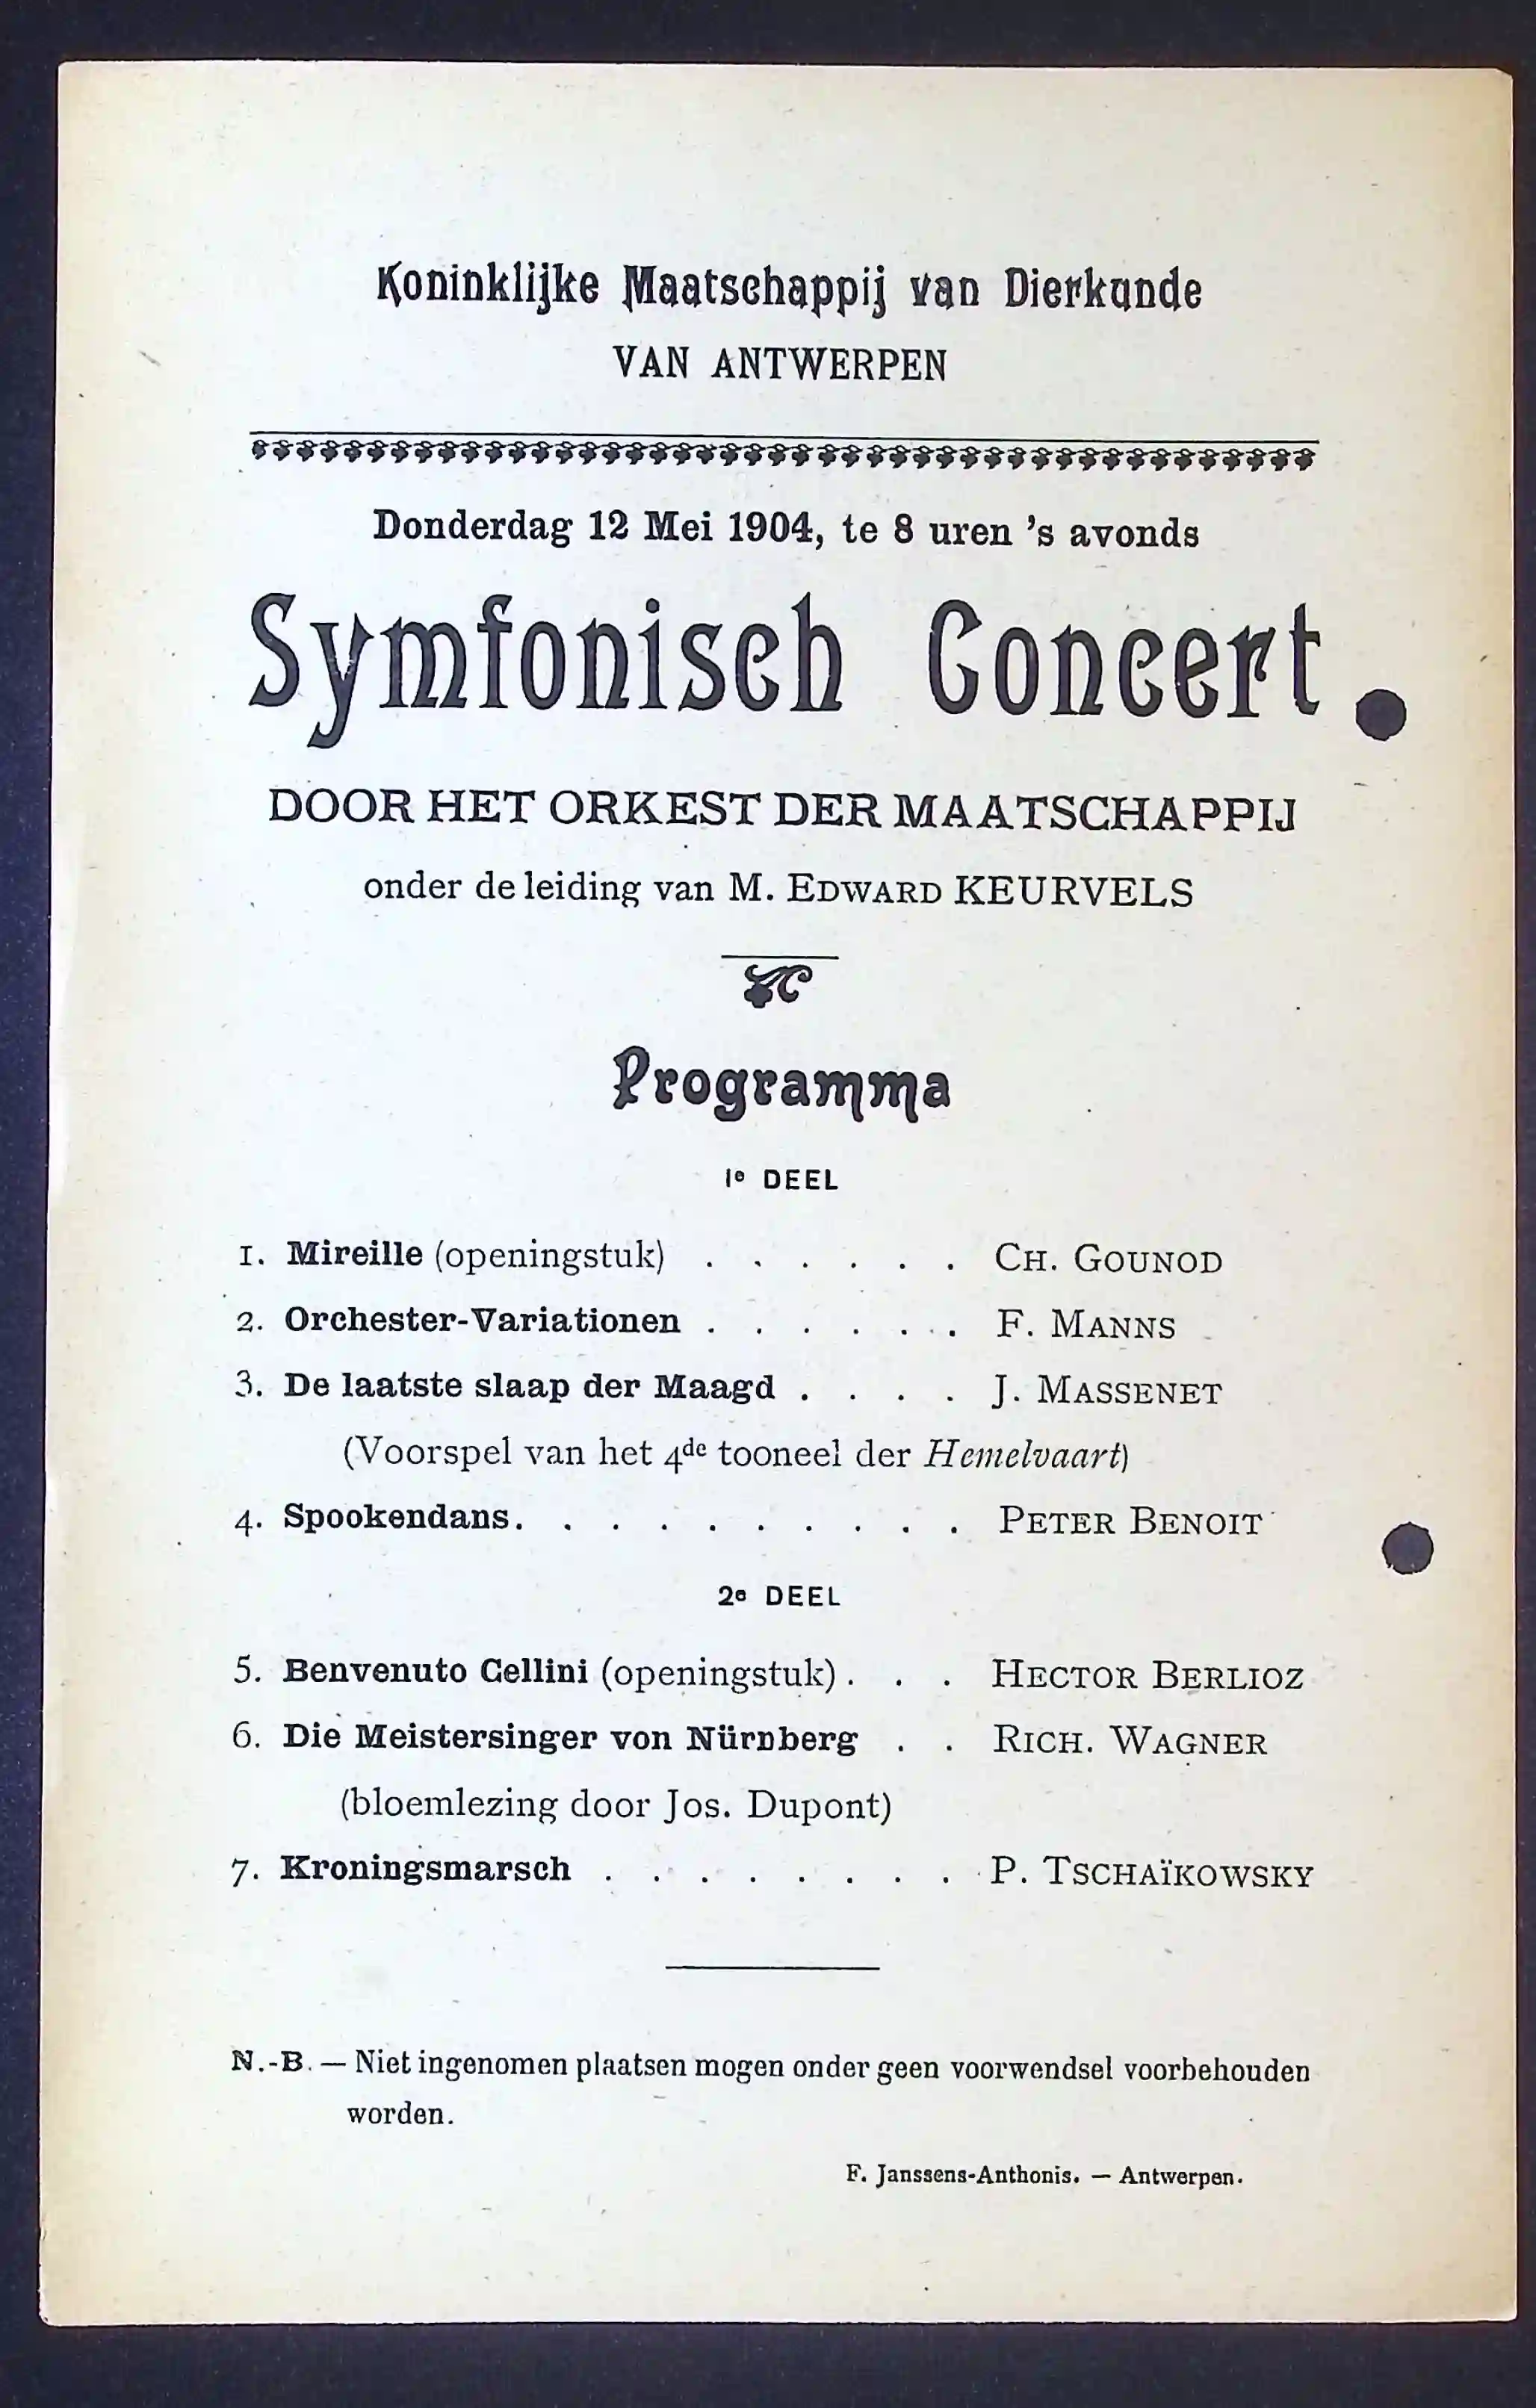 Koninklijke Maatschappij van Dierkunde
VAN ANTWERPEN
Donderdag 12 Mei 1904, te 8 uren 's avonds
Symfonisch Concert
DOOR HET ORKEST DER MAATSCHAPPIJ
onder de leiding van M. EDWARD KEURVELS
Programma
1e DEEL
1. Mireille (openingstuk) . . . . . . CH. GOUNOD
2. Orchester-Variationen . . . . . . F. MANNS
3. De laatste slaap der Maagd . . . . J. MASSENET
(Voorspel van het 4de tooneel der Hemelvaart)
4. Spookendans. . . . . . . . . . PETER BENOIT
2e DEEL
5. Benvenuto Cellini (openingstuk) . . . HECTOR BERLIOZ
6. Die Meistersinger von Nürnberg . . RICH. WAGNER
(bloemlezing door Jos. Dupont)
7. Kroningsmarsch . . . . . . . . P. TSCHAÏKOWSKY
N.-B. — Niet ingenomen plaatsen mogen onder geen voorwendsel voorbehouden
worden.
F. Janssens-Anthonis. — Antwerpen.